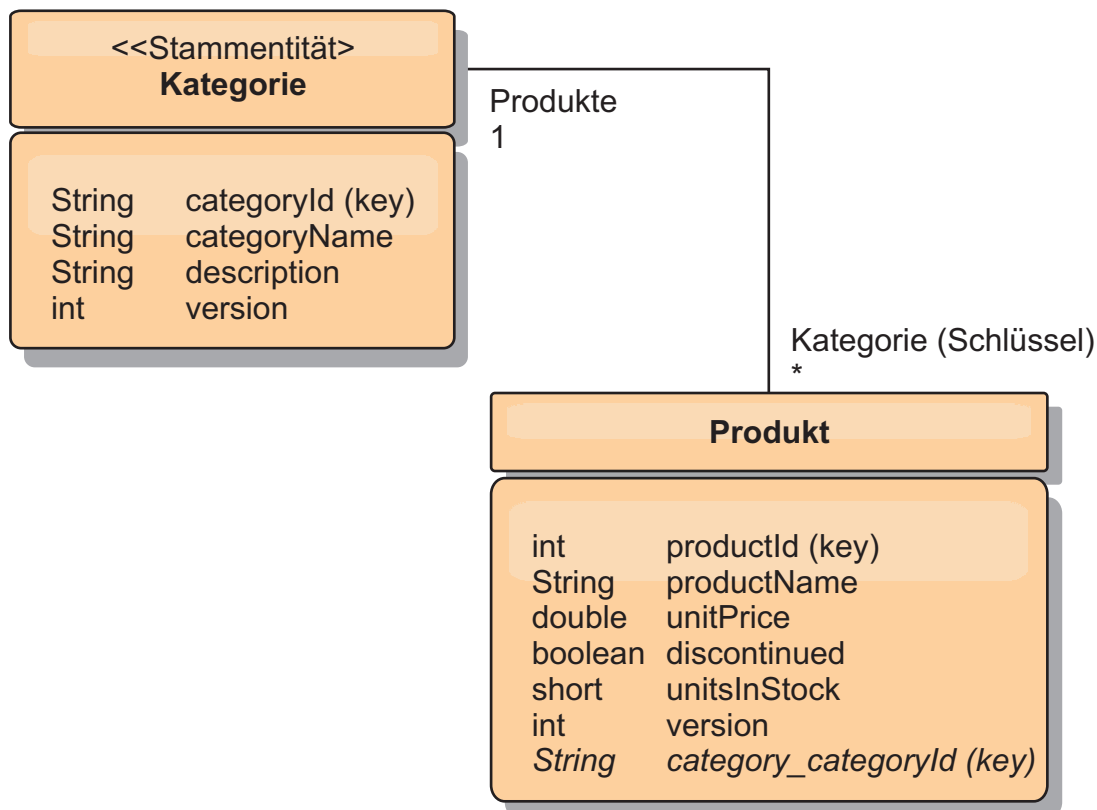 <<Stammentität>
Kategorie
String categoryId (key)
String categoryName
String description
int version
Produkte
1
Kategorie (Schlüssel)
*
Produkt
int productId (key)
String productName
double unitPrice
boolean discontinued
short unitsInStock
int version
String category_categoryId (key)